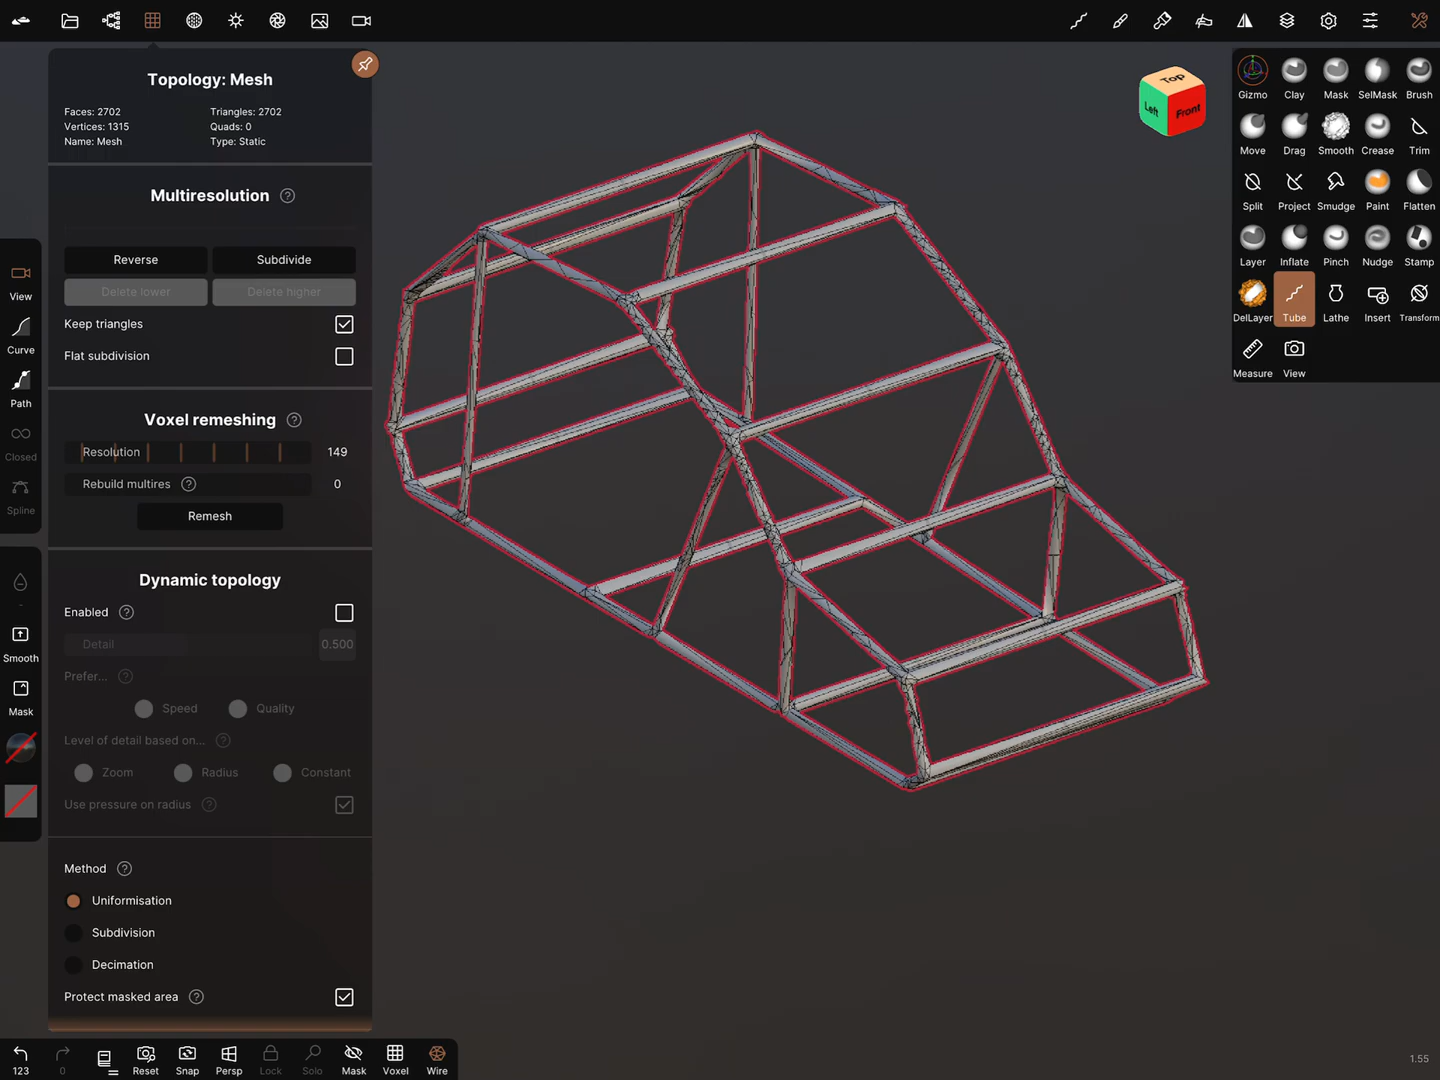 Topology: Mesh
Faces: 2702
Triangles: 2702
Vertices: 1315
Quads: 0
Name: Mesh
Type: Static
Multiresolution ?
Reverse
Subdivide
Delete lower
Delete higher
Keep triangles
Flat subdivision
Voxel remeshing ?
Resolution
149
Rebuild multires ?
0
Remesh
Dynamic topology
Enabled ?
Detail
0.500
Prefer... ?
Speed
Quality
Level of detail based on... ?
Zoom
Radius
Constant
Use pressure on radius ?
Method ?
Uniformisation
Subdivision
Decimation
Protect masked area ?
View
Curve
Path
Closed
Spline
-
Smooth
Mask
Top
Left
Front
Gizmo
Clay
Mask
SelMask
Brush
Move
Drag
Smooth
Crease
Trim
Split
Project
Smudge
Paint
Flatten
Layer
Inflate
Pinch
Nudge
Stamp
DelLayer
Tube
Lathe
Insert
Transform
Measure
View
123
0
Reset
Snap
Persp
Lock
Solo
Mask
Voxel
Wire
1.55